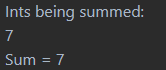 Ints being summed:
7
Sum = 7